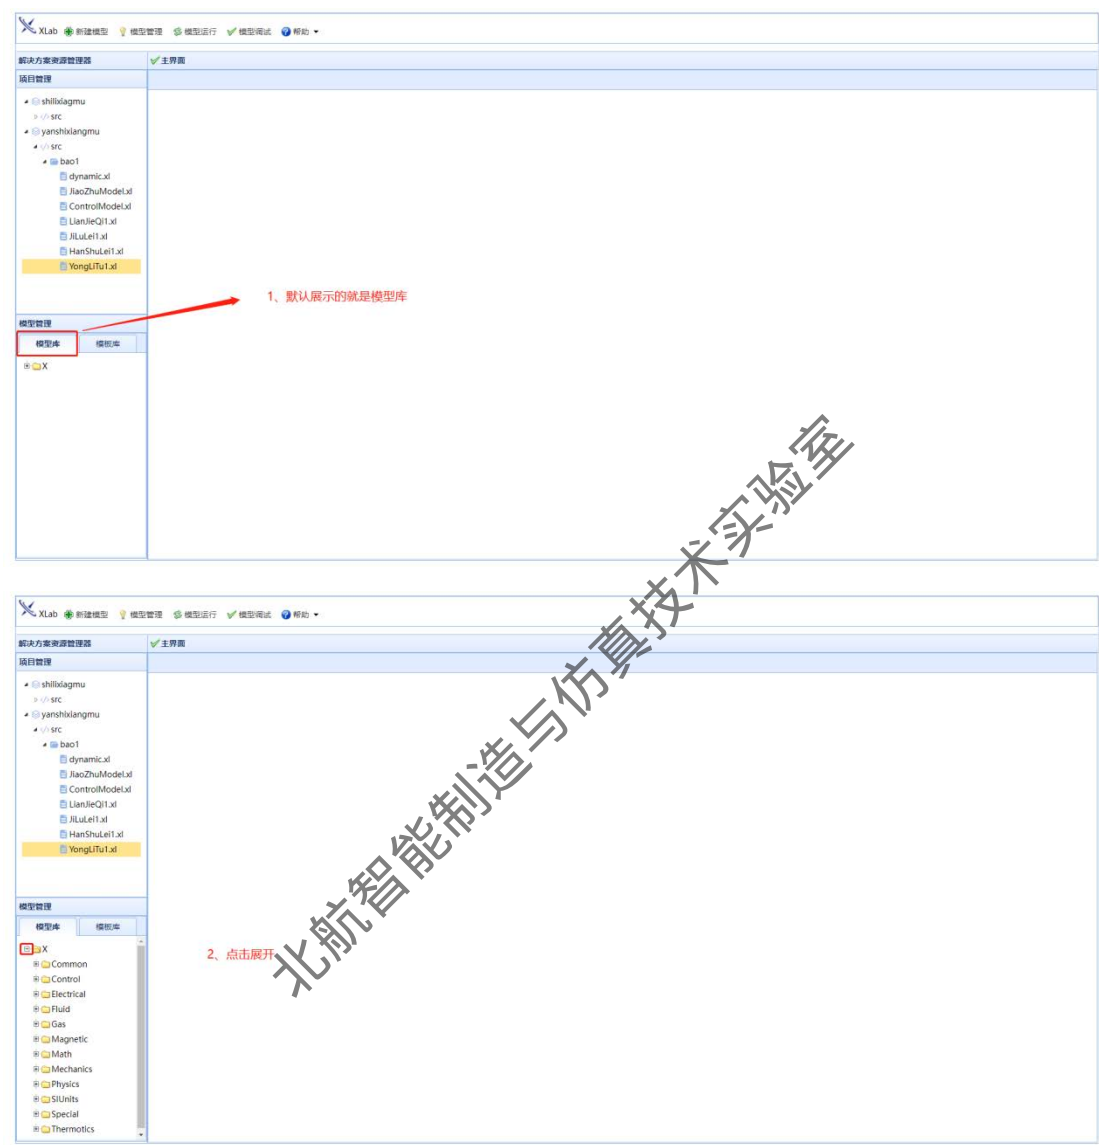 XLab 新建模型 模型管理 模型运行 模型调试 帮助
解决方案资源管理器 主界面
项目管理
shilixiagmu
src
yanshixiangmu
src
bao1
dynamic.xl
JiaoZhuModel.xl
ControlModel.xl
LianJieQi1.xl
JiLuLei1.xl
HanShuLei1.xl
YongLiTu1.xl
1、默认展示的就是模型库
模型管理
模型库 模板库
X
XLab 新建模型 模型管理 模型运行 模型调试 帮助
解决方案资源管理器 主界面
项目管理
shilixiagmu
src
yanshixiangmu
src
bao1
dynamic.xl
JiaoZhuModel.xl
ControlModel.xl
LianJieQi1.xl
JiLuLei1.xl
HanShuLei1.xl
YongLiTu1.xl
模型管理
模型库 模板库
X
2、点击展开
Common
Control
Electrical
Fluid
Gas
Magnetic
Math
Mechanics
Physics
SIUnits
Special
Thermotics
北航智能制造与仿真技术实验室